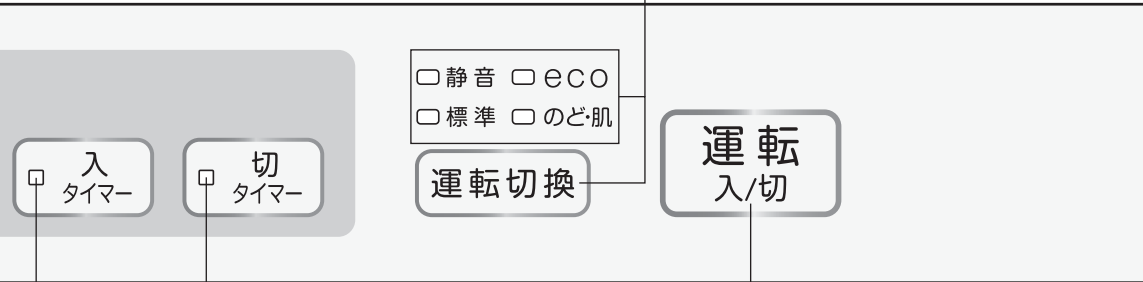 静音 eco
標準 のど・肌
入
タイマー
切
タイマー
運転切換
運転
入/切